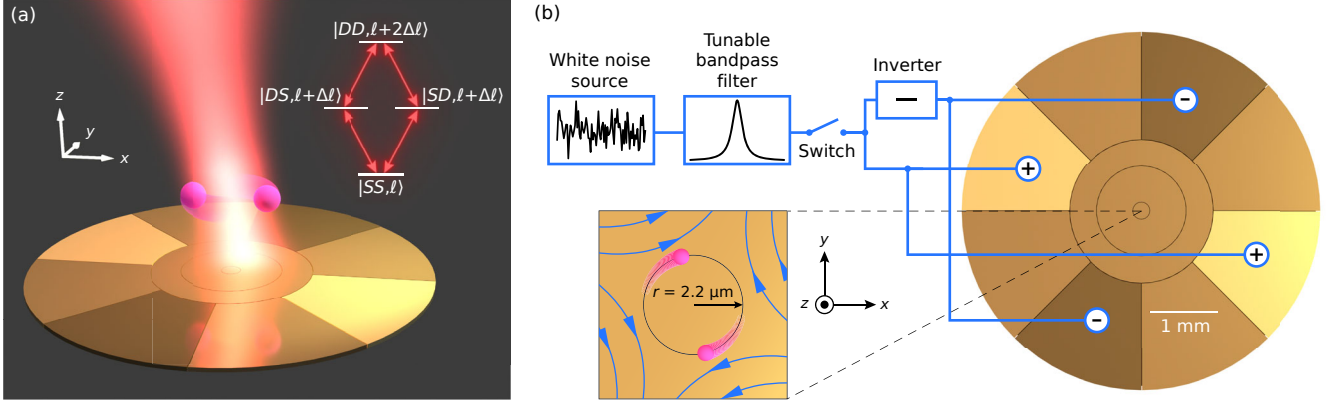 (a)
|DD,ℓ+2Δℓ⟩
|DS,ℓ+Δℓ⟩
|SD,ℓ+Δℓ⟩
|SS,ℓ⟩
z
y
x
(b)
White noise
source
Tunable
bandpass
filter
Switch
Inverter
−
−
+
+
−
1 mm
r = 2.2 μm
y
z
x